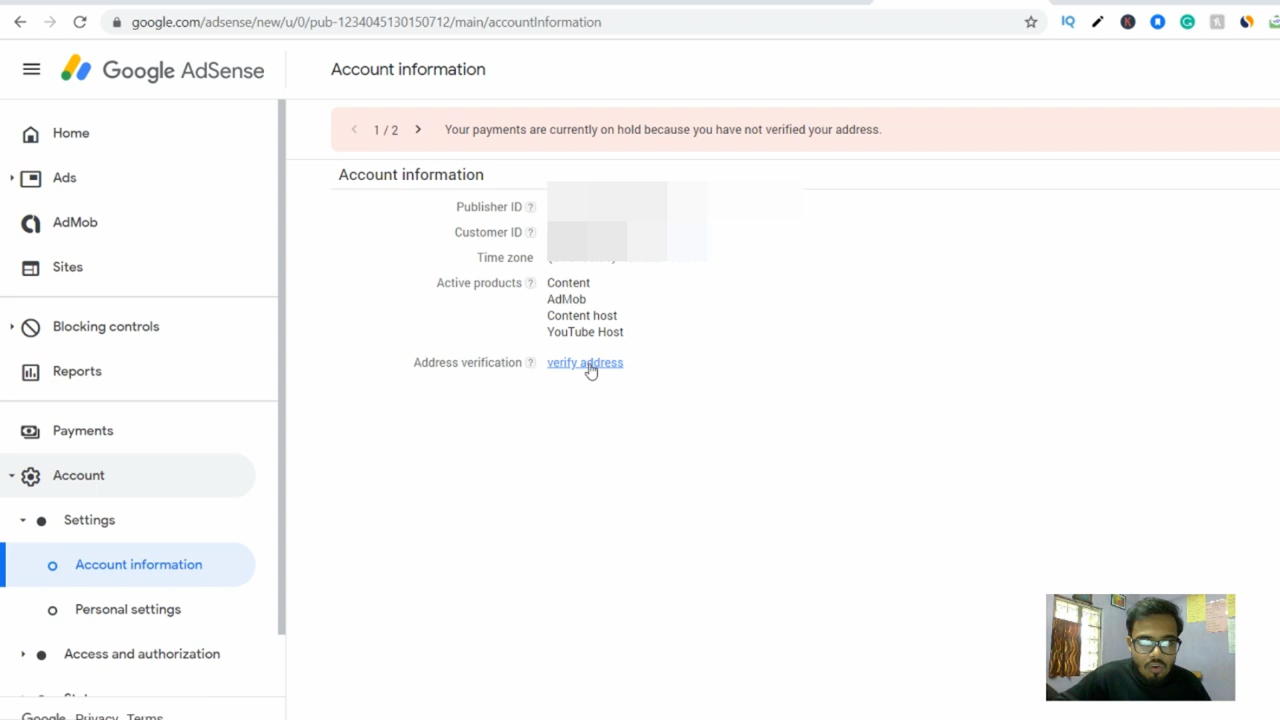 google.com/adsense/new/u/0/pub-1234045130150712/main/accountInformation
IQ
K
Google AdSense
Account information
Home
Ads
AdMob
Sites
Blocking controls
Reports
Payments
Account
Settings
Account information
Personal settings
Access and authorization
Google Privacy Terms
1 / 2
Your payments are currently on hold because you have not verified your address.
Account information
Publisher ID ?
Customer ID ?
Time zone
Active products ? Content
AdMob
Content host
YouTube Host
Address verification ? verify address